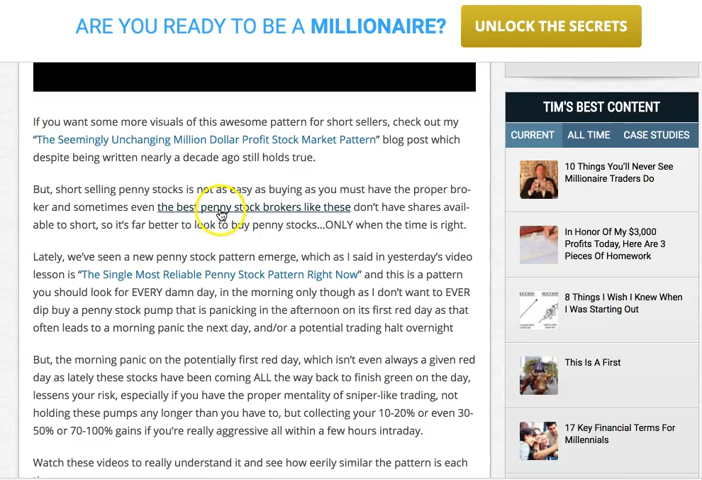 ARE YOU READY TO BE A MILLIONAIRE?
UNLOCK THE SECRETS
If you want some more visuals of this awesome pattern for short sellers, check out my
“The Seemingly Unchanging Million Dollar Profit Stock Market Pattern” blog post which
despite being written nearly a decade ago still holds true.
But, short selling penny stocks is not as easy as buying as you must have the proper bro-
ker and sometimes even the best penny stock brokers like these don’t have shares avail-
able to short, so it’s far better to look to buy penny stocks…ONLY when the time is right.
Lately, we’ve seen a new penny stock pattern emerge, which as I said in yesterday’s video
lesson is “The Single Most Reliable Penny Stock Pattern Right Now” and this is a pattern
you should look for EVERY damn day, in the morning only though as I don’t want to EVER
dip buy a penny stock pump that is panicking in the afternoon on its first red day as that
often leads to a morning panic the next day, and/or a potential trading halt overnight
But, the morning panic on the potentially first red day, which isn’t even always a given red
day as lately these stocks have been coming ALL the way back to finish green on the day,
lessens your risk, especially if you have the proper mentality of sniper-like trading, not
holding these pumps any longer than you have to, but collecting your 10-20% or even 30-
50% or 70-100% gains if you’re really aggressive all within a few hours intraday.
Watch these videos to really understand it and see how eerily similar the pattern is each
TIM'S BEST CONTENT
CURRENT ALL TIME CASE STUDIES
10 Things You'll Never See
Millionaire Traders Do
In Honor Of My $3,000
Profits Today, Here Are 3
Pieces Of Homework
8 Things I Wish I Knew When
I Was Starting Out
This Is A First
17 Key Financial Terms For
Millennials